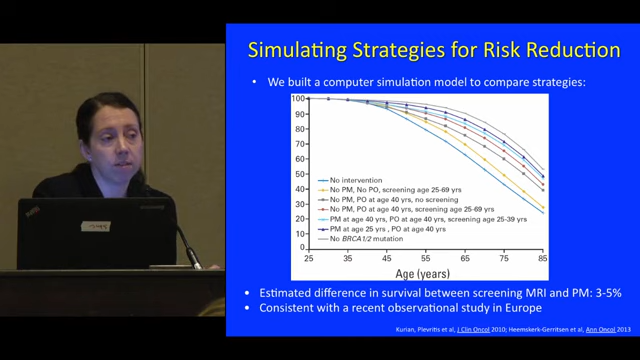 Simulating Strategies for Risk Reduction
• We built a computer simulation model to compare strategies:
100
90
80
70
60
50
40
30
20
10
0
No intervention
No PM, No PO, screening age 25-69 yrs
No PM, PO at age 40 yrs, no screening
No PM, PO at age 40 yrs, screening age 25-69 yrs
PM at age 40 yrs, PO at age 40 yrs, screening age 25-39 yrs
PM at age 25 yrs, PO at age 40 yrs
No BRCA1/2 mutation
25 35 45 55 65 75 85
Age (years)
• Estimated difference in survival between screening MRI and PM: 3-5%
• Consistent with a recent observational study in Europe
Kurian, Plevritis et al, J Clin Oncol 2010; Heemskerk-Gerritsen et al, Ann Oncol 2013